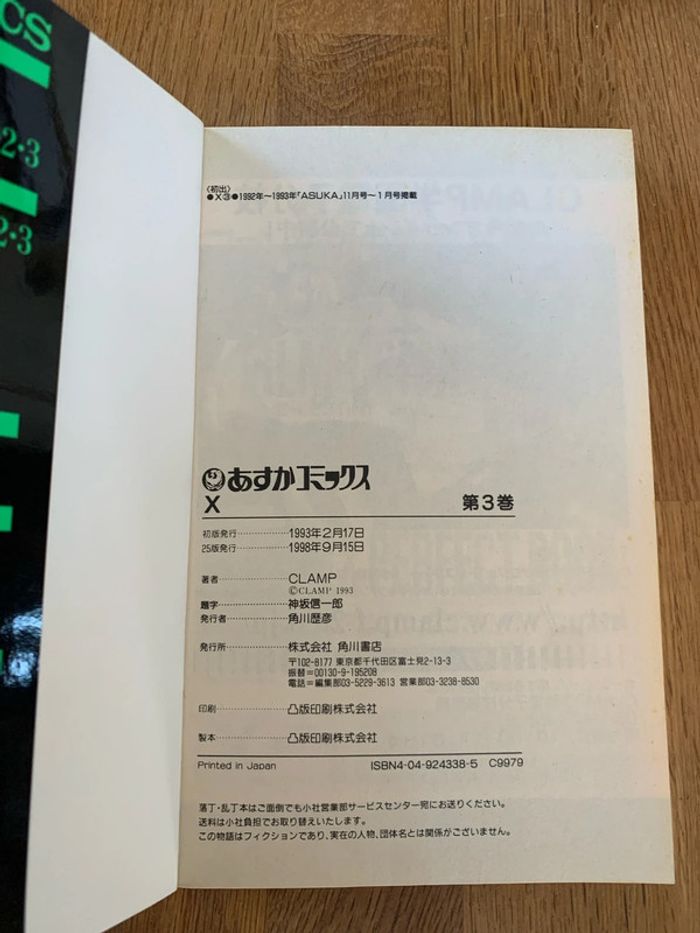 CS
2・3
2・3
〈初出〉
●X③●1992年〜1993年「ASUKA」11月号〜1月号掲載
あすかコミックス
X 第3巻
初版発行……………1993年2月17日
25版発行……………1998年9月15日
著者……………CLAMP
©CLAMP 1993
題字……………神坂信一郎
発行者……………角川歴彦
発行所……………株式会社 角川書店
〒102-8177 東京都千代田区富士見2-13-3
振替=00130-9-195208
電話=編集部03-5229-3613 営業部03-3238-8530
印刷……………凸版印刷株式会社
製本……………凸版印刷株式会社
Printed in Japan ISBN4-04-924338-5 C9979
落丁・乱丁本はご面倒でも小社営業部サービスセンター宛にお送りください。
送料は小社負担でお取り替えいたします。
この物語はフィクションであり、実在の人物、団体名とは関係がございません。